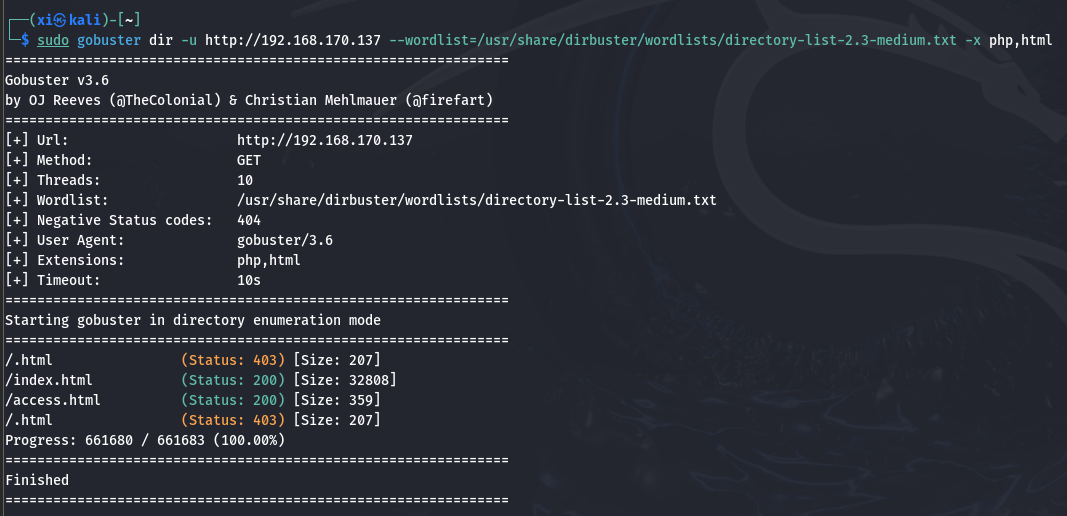 ┌──(xi㉿kali)-[~]
└─$ sudo gobuster dir -u http://192.168.170.137 --wordlist=/usr/share/dirbuster/wordlists/directory-list-2.3-medium.txt -x php,html
===============================================================
Gobuster v3.6
by OJ Reeves (@TheColonial) & Christian Mehlmauer (@firefart)
===============================================================
[+] Url:                     http://192.168.170.137
[+] Method:                  GET
[+] Threads:                 10
[+] Wordlist:                /usr/share/dirbuster/wordlists/directory-list-2.3-medium.txt
[+] Negative Status codes:   404
[+] User Agent:              gobuster/3.6
[+] Extensions:              php,html
[+] Timeout:                 10s
===============================================================
Starting gobuster in directory enumeration mode
===============================================================
/.html                (Status: 403) [Size: 207]
/index.html           (Status: 200) [Size: 32808]
/access.html          (Status: 200) [Size: 359]
/.html                (Status: 403) [Size: 207]
Progress: 661680 / 661683 (100.00%)
===============================================================
Finished
===============================================================